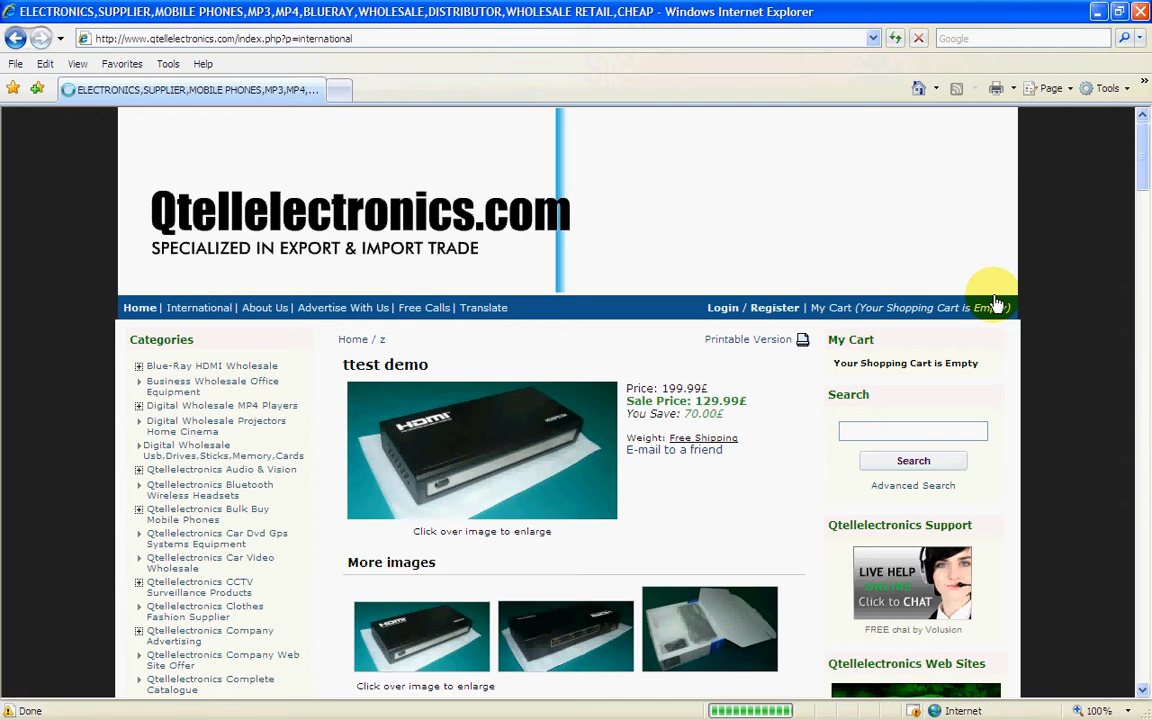 ELECTRONICS,SUPPLIER,MOBILE PHONES,MP3,MP4,BLUERAY,WHOLESALE,DISTRIBUTOR,WHOLESALE RETAIL,CHEAP - Windows Internet Explorer
http://www.qtellelectronics.com/index.php?p=international
Google
File Edit View Favorites Tools Help
ELECTRONICS,SUPPLIER,MOBILE PHONES,MP3,MP4,...
Page Tools
Qtellelectronics.com
SPECIALIZED IN EXPORT & IMPORT TRADE
Home | International | About Us | Advertise With Us | Free Calls | Translate
Login / Register | My Cart (Your Shopping Cart is Empty)
Categories
Blue-Ray HDMI Wholesale
Business Wholesale Office
Equipment
Digital Wholesale MP4 Players
Digital Wholesale Projectors
Home Cinema
Digital Wholesale
Usb,Drives,Sticks,Memory,Cards
Qtellelectronics Audio & Vision
Qtellelectronics Bluetooth
Wireless Headsets
Qtellelectronics Bulk Buy
Mobile Phones
Qtellelectronics Car Dvd Gps
Systems Equipment
Qtellelectronics Car Video
Wholesale
Qtellelectronics CCTV
Surveillance Products
Qtellelectronics Clothes
Fashion Supplier
Qtellelectronics Company
Advertising
Qtellelectronics Company Web
Site Offer
Qtellelectronics Complete
Catalogue
Home / z
Printable Version
ttest demo
HDMI
Price: 199.99£
Sale Price: 129.99£
You Save: 70.00£
Weight: Free Shipping
E-mail to a friend
Click over image to enlarge
More images
HDMI
Click over image to enlarge
My Cart
Your Shopping Cart is Empty
Search
Search
Advanced Search
Qtellelectronics Support
LIVE HELP
ONLINE
Click to CHAT
FREE chat by Volusion
Qtellelectronics Web Sites
Done
Internet
100%